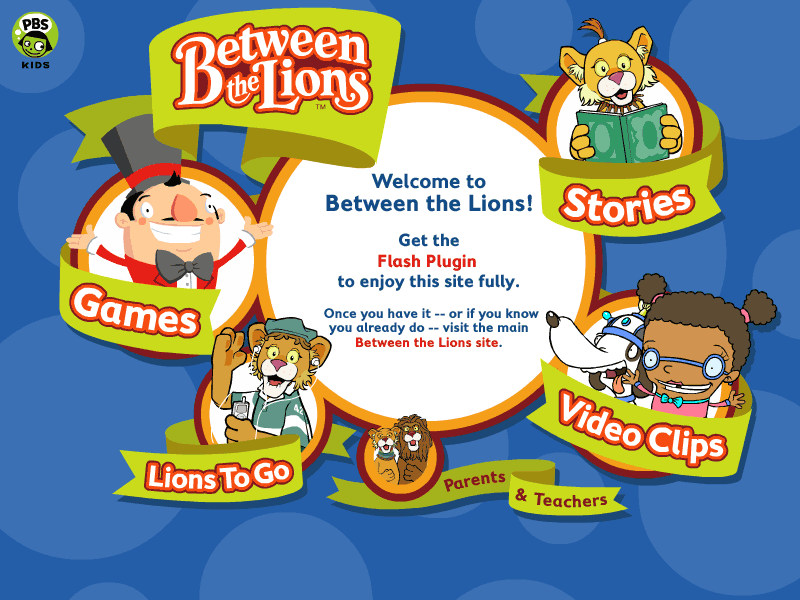 PBS
KIDS
Between
the Lions
TM
Stories
Welcome to
Between the Lions!
Get the
Flash Plugin
to enjoy this site fully.
Games
Once you have it -- or if you know
you already do -- visit the main
Between the Lions site.
Video Clips
Lions To Go
Parents
& Teachers